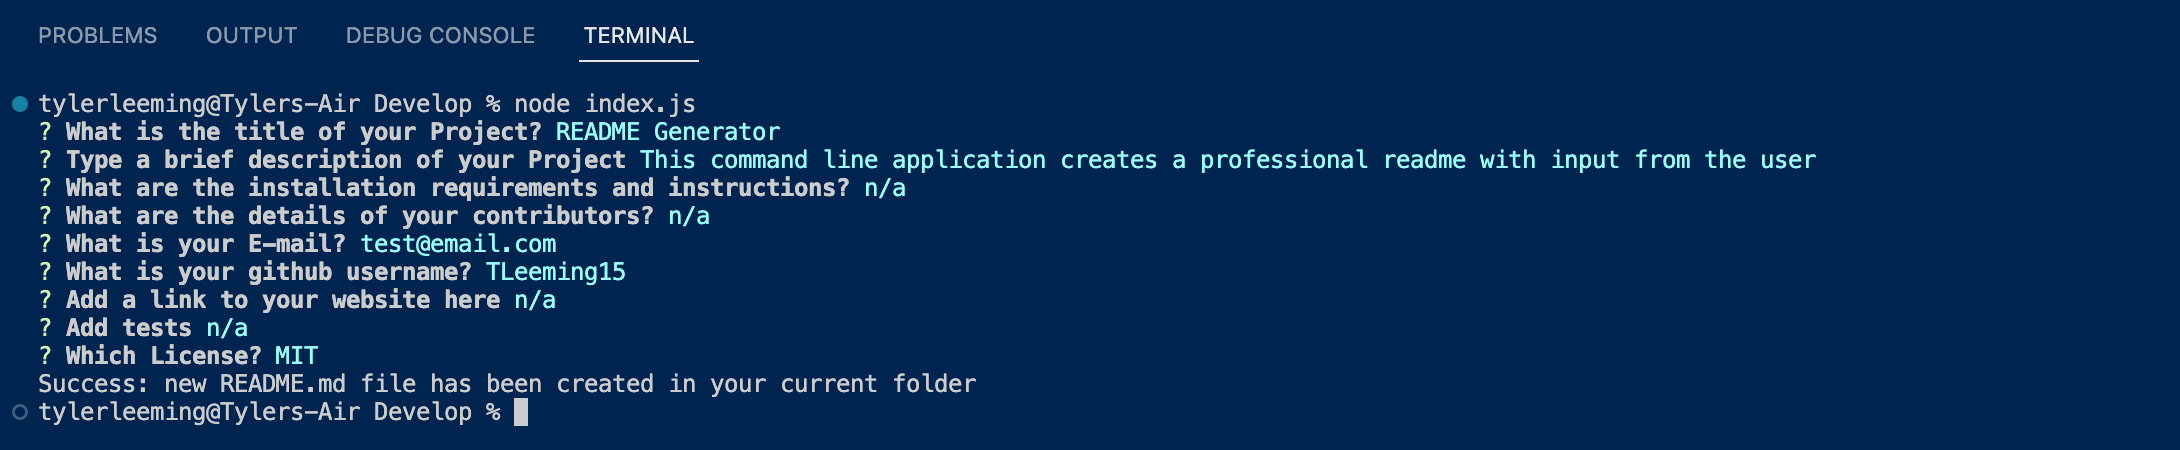 PROBLEMS OUTPUT DEBUG CONSOLE TERMINAL
tylerleeming@Tylers-Air Develop % node index.js
? What is the title of your Project? README Generator
? Type a brief description of your Project This command line application creates a professional readme with input from the user
? What are the installation requirements and instructions? n/a
? What are the details of your contributors? n/a
? What is your E-mail? test@email.com
? What is your github username? TLeeming15
? Add a link to your website here n/a
? Add tests n/a
? Which License? MIT
Success: new README.md file has been created in your current folder
tylerleeming@Tylers-Air Develop %